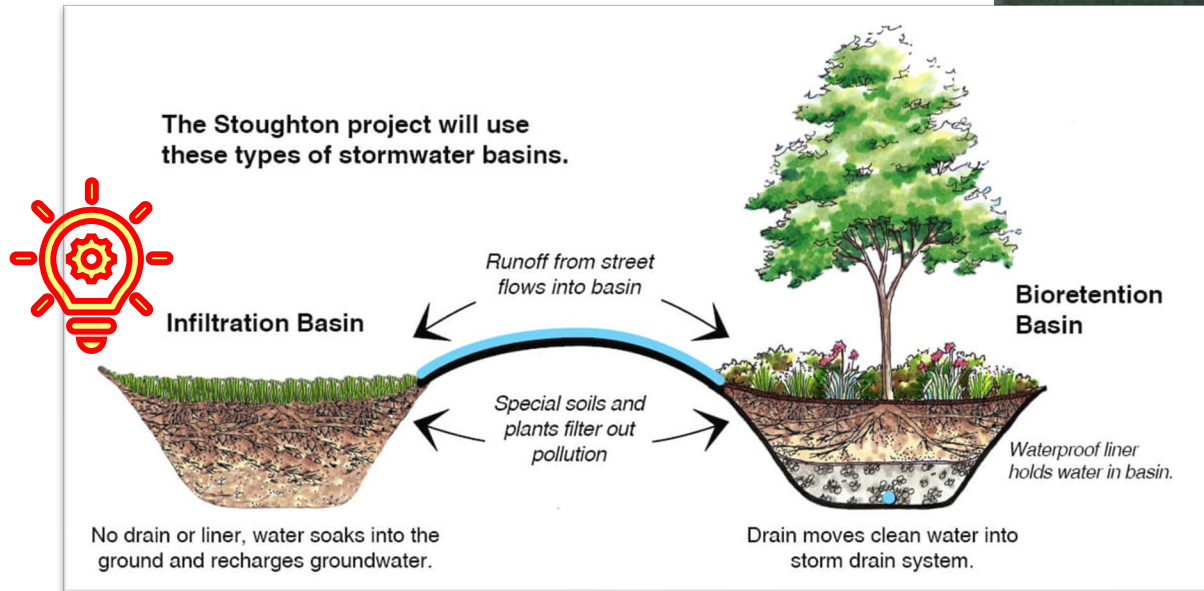 The Stoughton project will use
these types of stormwater basins.
Runoff from street
flows into basin
Infiltration Basin
Bioretention
Basin
Special soils and
plants filter out
pollution
Waterproof liner
holds water in basin.
No drain or liner, water soaks into the
ground and recharges groundwater.
Drain moves clean water into
storm drain system.